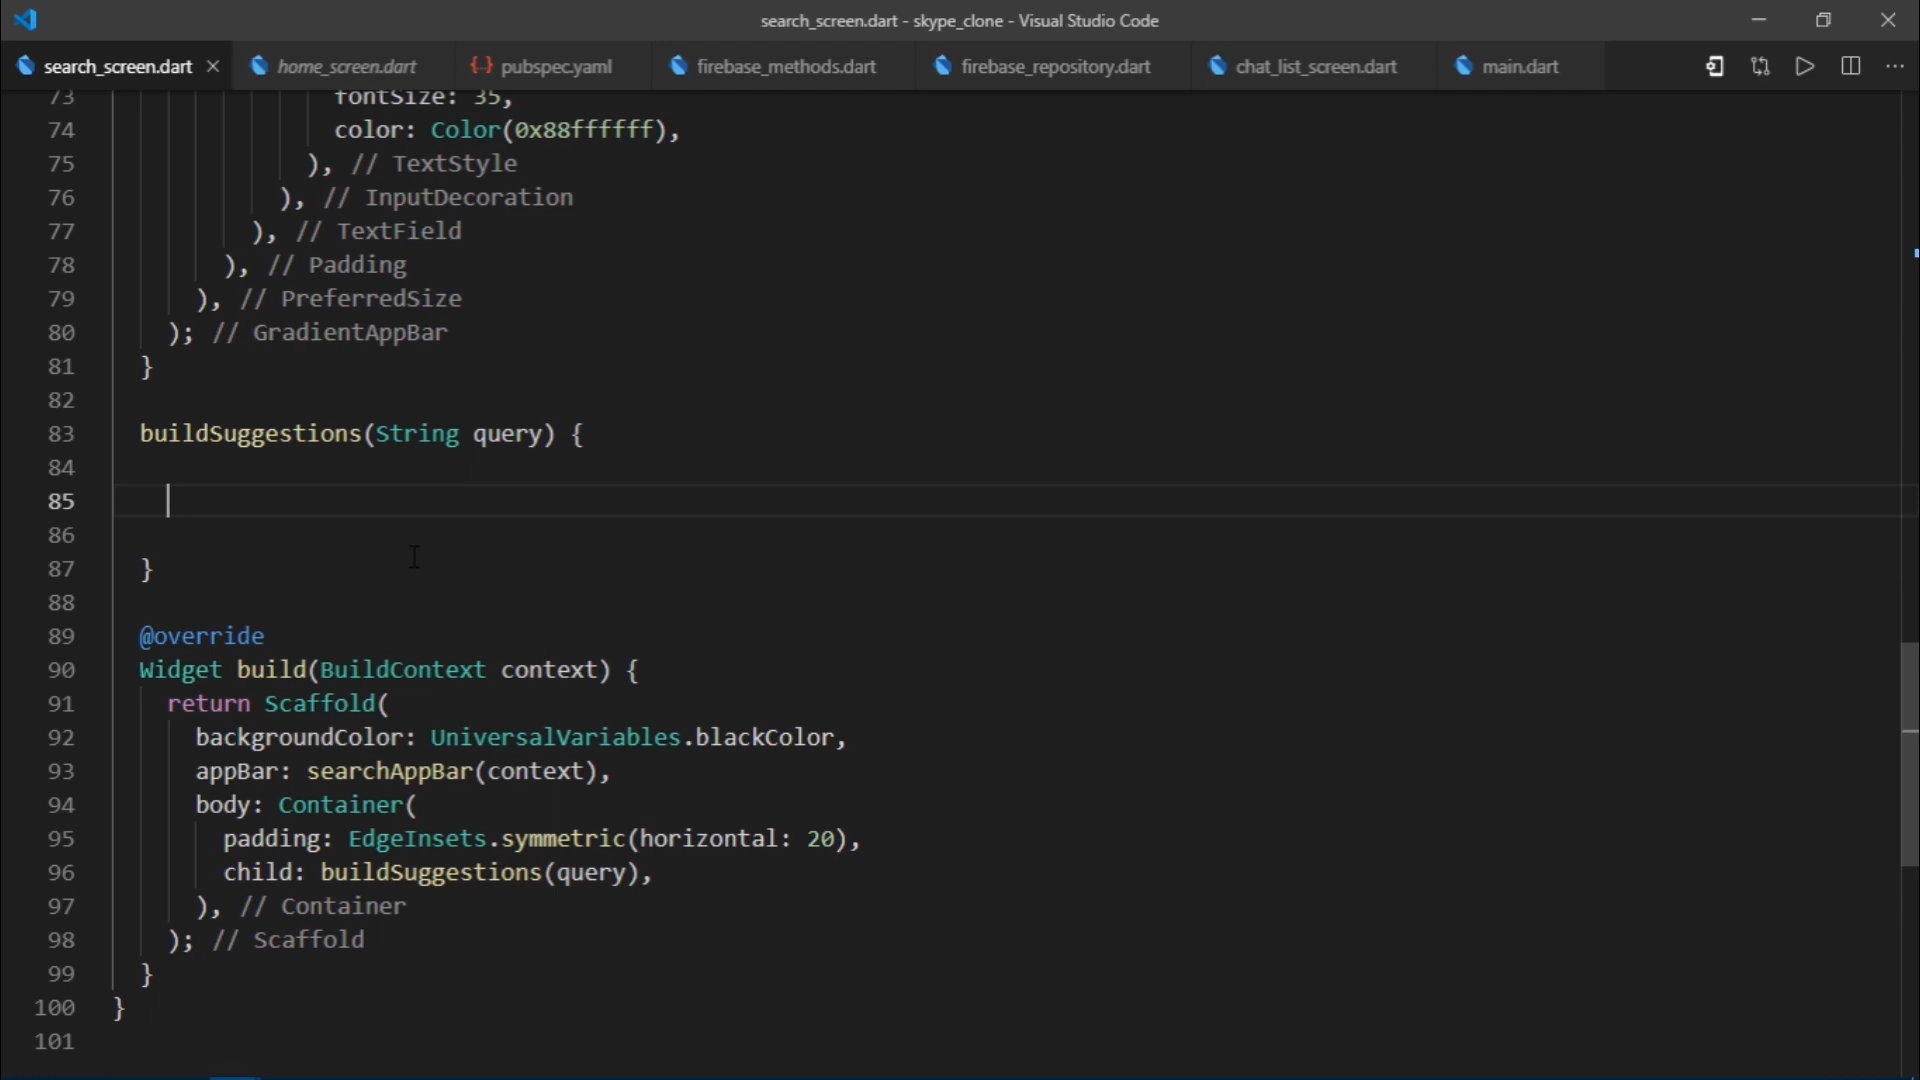 search_screen.dart - skype_clone - Visual Studio Code
search_screen.dart home_screen.dart {..} pubspec.yaml firebase_methods.dart firebase_repository.dart chat_list_screen.dart main.dart
73 fontSize: 35,
74 color: Color(0x88ffffff),
75 ), // TextStyle
76 ), // InputDecoration
77 ), // TextField
78 ), // Padding
79 ), // PreferredSize
80 ); // GradientAppBar
81 }
82
83 buildSuggestions(String query) {
84
85
86
87 }
88
89 @override
90 Widget build(BuildContext context) {
91 return Scaffold(
92 backgroundColor: UniversalVariables.blackColor,
93 appBar: searchAppBar(context),
94 body: Container(
95 padding: EdgeInsets.symmetric(horizontal: 20),
96 child: buildSuggestions(query),
97 ), // Container
98 ); // Scaffold
99 }
100 }
101